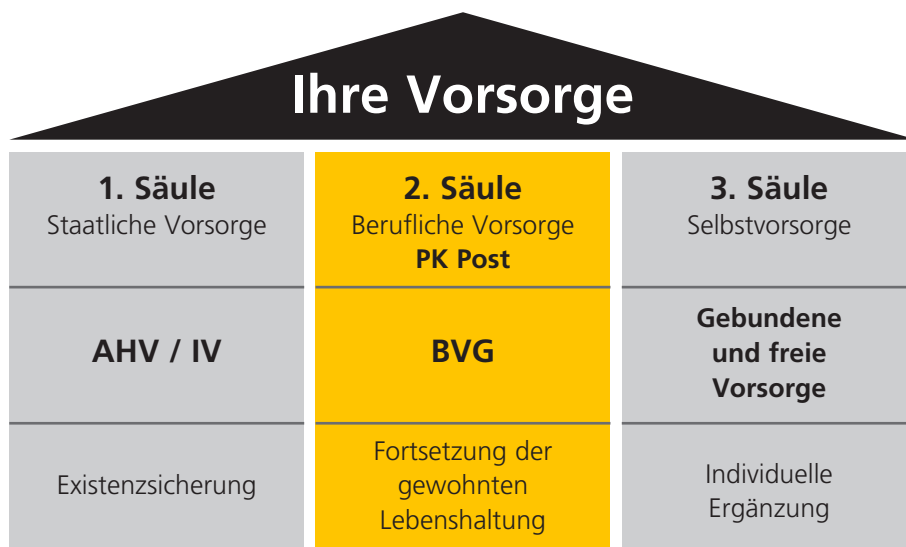 Ihre Vorsorge
1. Säule
Staatliche Vorsorge
AHV / IV
Existenzsicherung
2. Säule
Berufliche Vorsorge
PK Post
BVG
Fortsetzung der
gewohnten
Lebenshaltung
3. Säule
Selbstvorsorge
Gebundene
und freie
Vorsorge
Individuelle
Ergänzung